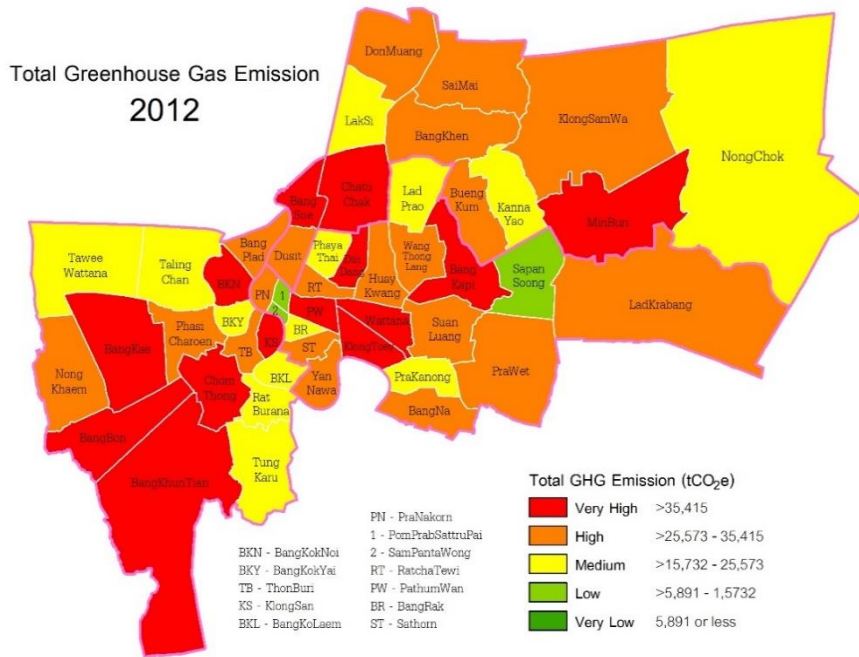 Total Greenhouse Gas Emission
2012
DonMuang
SaiMai
LakSi
BangKhen
KlongSamWa
NongChok
Chatu
Chak
Bang
Sue
Lad
Prao
Bueng
Kum
Kanna
Yao
MinBuri
Tawee
Wattana
Taling
Chan
Bang
Plad
Dusit
Phaya
Thai
Din
Dang
Wang
Thong
Lang
Huay
Kwang
Bang
Kapi
Sapan
Soong
LadKrabang
BKN
PN
1
2
RT
PW
Wattana
KlongToey
Suan
Luang
PraWet
BangKae
Phasi
Charoen
BKY
TB
KS
BR
ST
Nong
Khaem
Chom
Thong
BKL
Yan
Nawa
PraKanong
BangNa
Rat
Burana
BangBon
Tung
Karu
BangKhunTian
BKN - BangKokNoi
BKY - BangKokYai
TB - ThonBuri
KS - KlongSan
BKL - BangKoLaem
PN - PraNakorn
1 - PomPrabSattruPai
2 - SamPantaWong
RT - RatchaTewi
PW - PathumWan
BR - BangRak
ST - Sathorn
Total GHG Emission (tCO₂e)
Very High >35,415
High >25,573 - 35,415
Medium >15,732 - 25,573
Low >5,891 - 1,5732
Very Low 5,891 or less